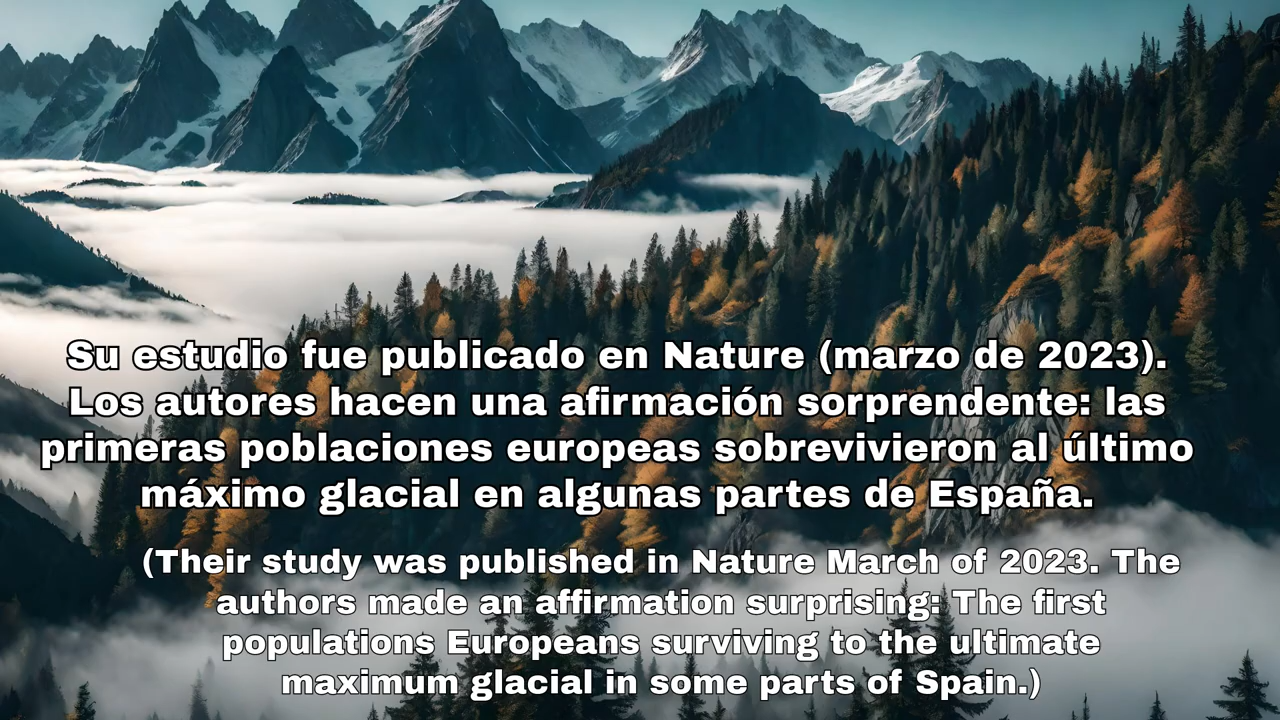 Su estudio fue publicado en Nature (marzo de 2023).
Los autores hacen una afirmación sorprendente: las
primeras poblaciones europeas sobrevivieron al último
máximo glacial en algunas partes de España.
(Their study was published in Nature March of 2023. The
authors made an affirmation surprising: The first
populations Europeans surviving to the ultimate
maximum glacial in some parts of Spain.)